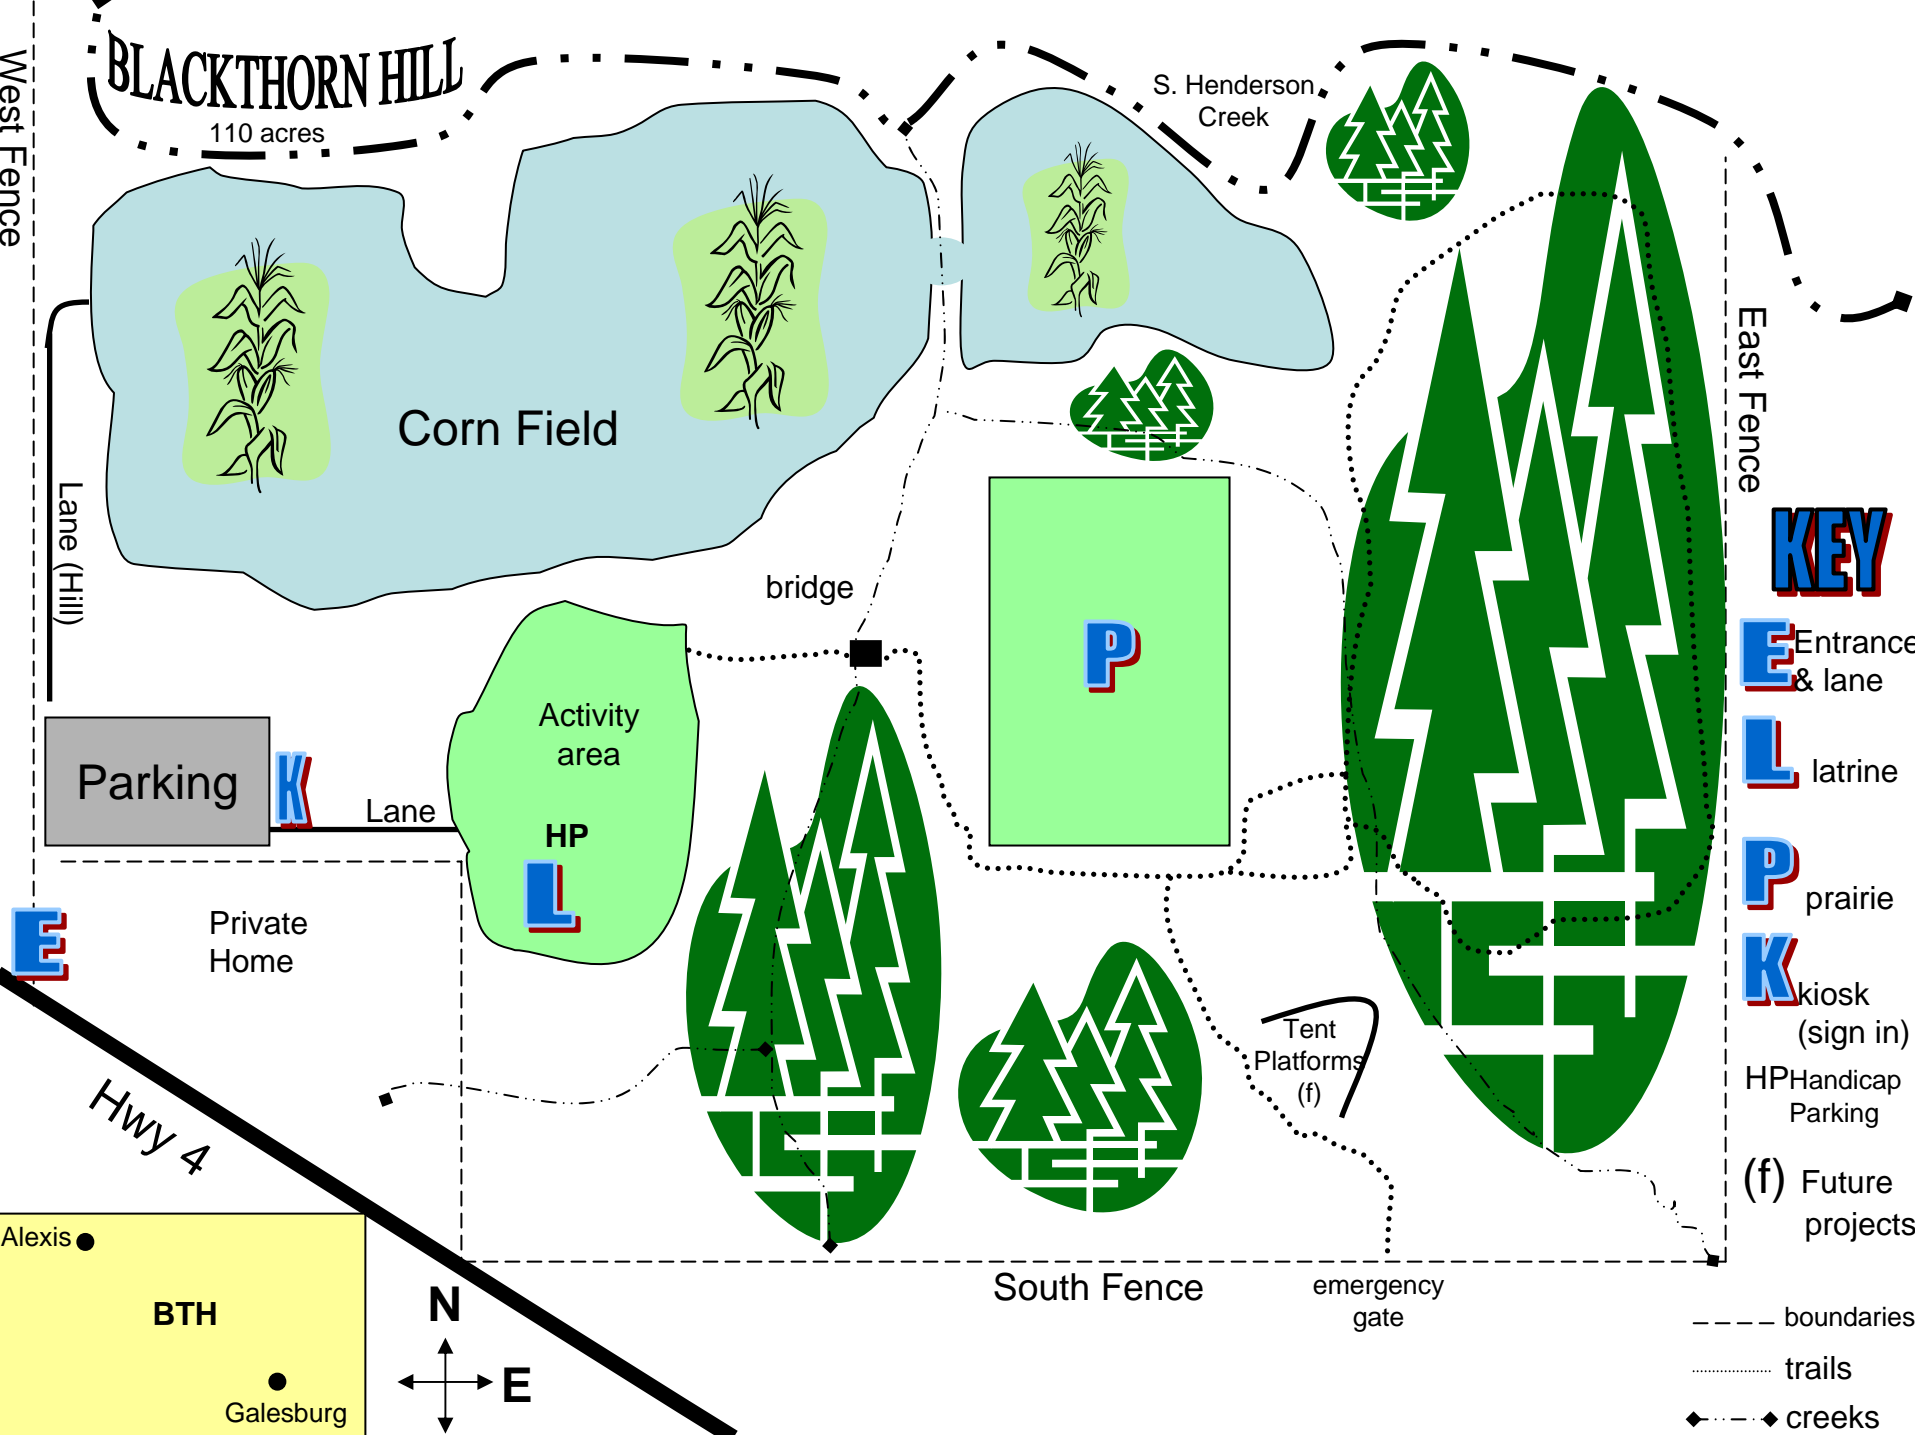 BLACKTHORN HILL
110 acres
West Fence
S. Henderson
Creek
East Fence
Corn Field
Lane (Hill)
bridge
KEY
E Entrance
& lane
P
Activity
area
L latrine
Parking
K
Lane
HP
L
P prairie
E
Private
Home
K kiosk
(sign in)
Tent
Platforms
(f)
HP Handicap
Parking
Hwy 4
(f) Future
projects
Alexis
BTH
Galesburg
N
E
South Fence
emergency
gate
boundaries
trails
creeks